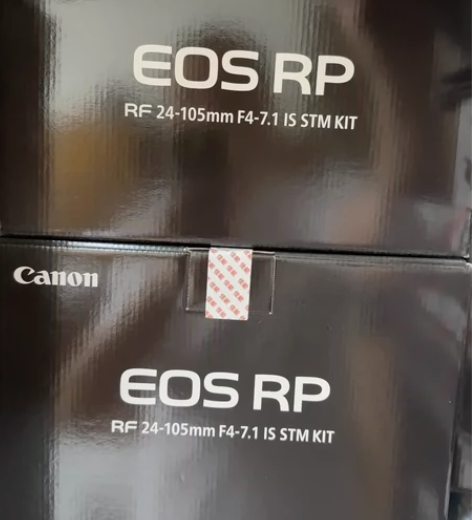 EOS RP
RF 24-105mm F4-7.1 IS STM KIT
Canon
EOS RP
RF 24-105mm F4-7.1 IS STM KIT